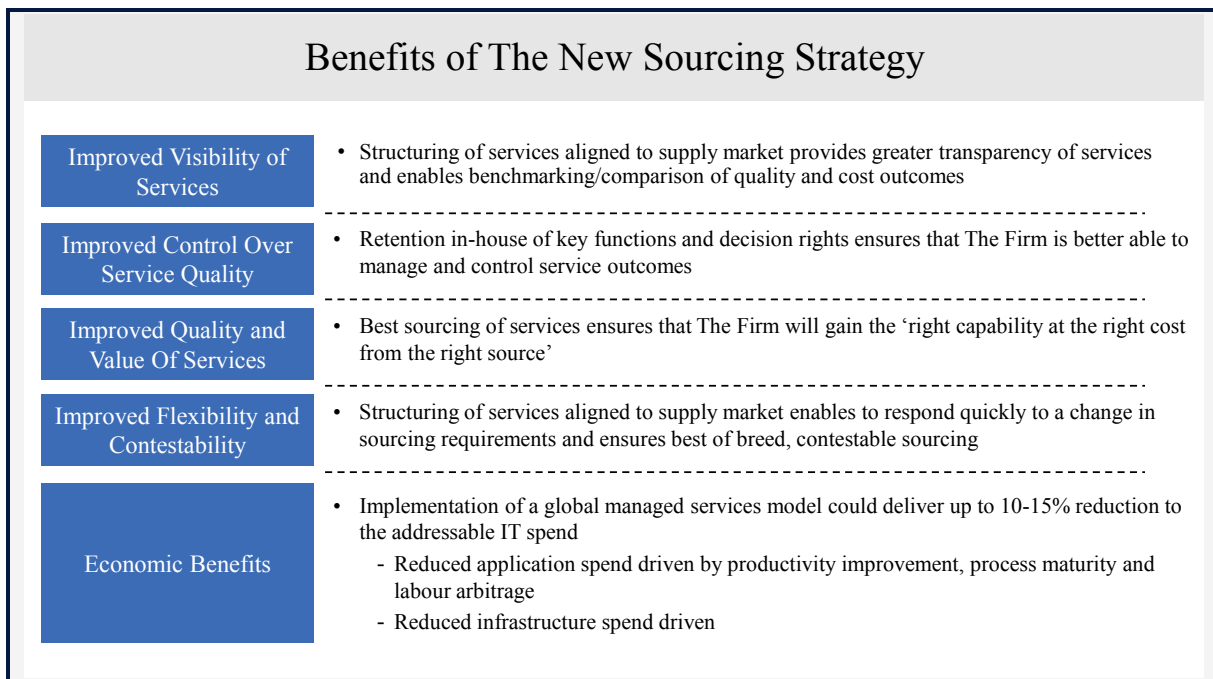 Benefits of The New Sourcing Strategy
Improved Visibility of
Services
• Structuring of services aligned to supply market provides greater transparency of services
and enables benchmarking/comparison of quality and cost outcomes
Improved Control Over
Service Quality
• Retention in-house of key functions and decision rights ensures that The Firm is better able to
manage and control service outcomes
Improved Quality and
Value Of Services
• Best sourcing of services ensures that The Firm will gain the ‘right capability at the right cost
from the right source’
Improved Flexibility and
Contestability
• Structuring of services aligned to supply market enables to respond quickly to a change in
sourcing requirements and ensures best of breed, contestable sourcing
Economic Benefits
• Implementation of a global managed services model could deliver up to 10-15% reduction to
the addressable IT spend
- Reduced application spend driven by productivity improvement, process maturity and
labour arbitrage
- Reduced infrastructure spend driven